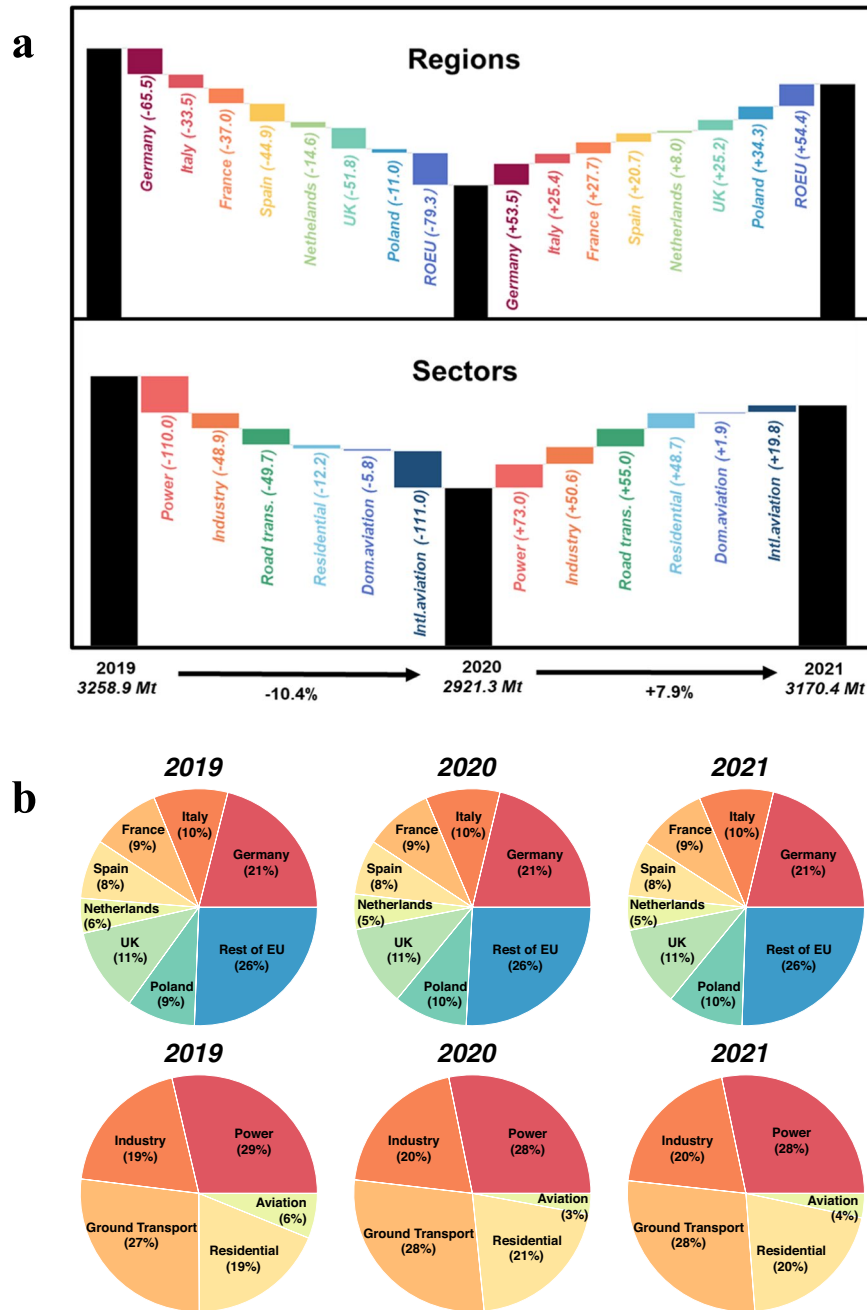 a
Regions
Germany (-65.5)
Italy (-33.5)
France (-37.0)
Spain (-44.9)
Nethelands (-14.6)
UK (-51.8)
Poland (-11.0)
ROEU (-79.3)
Germany (+53.5)
Italy (+25.4)
France (+27.7)
Spain (+20.7)
Netherlands (+8.0)
UK (+25.2)
Poland (+34.3)
ROEU (+54.4)
Sectors
Power (-110.0)
Industry (-48.9)
Road trans. (-49.7)
Residential (-12.2)
Dom.aviation (-5.8)
Intl.aviation (-111.0)
Power (+73.0)
Industry (+50.6)
Road trans. (+55.0)
Residential (+48.7)
Dom.aviation (+1.9)
Intl.aviation (+19.8)
2019
3258.9 Mt
-10.4%
2020
2921.3 Mt
+7.9%
2021
3170.4 Mt
b
2019
Italy
(10%)
France
(9%)
Germany
(21%)
Spain
(8%)
Netherlands
(6%)
UK
(11%)
Rest of EU
(26%)
Poland
(9%)
2020
Italy
(10%)
France
(9%)
Germany
(21%)
Spain
(8%)
Netherlands
(5%)
UK
(11%)
Rest of EU
(26%)
Poland
(10%)
2021
Italy
(10%)
France
(9%)
Germany
(21%)
Spain
(8%)
Netherlands
(5%)
UK
(11%)
Rest of EU
(26%)
Poland
(10%)
2019
Industry
(19%)
Power
(29%)
Aviation
(6%)
Ground Transport
(27%)
Residential
(19%)
2020
Industry
(20%)
Power
(28%)
Aviation
(3%)
Ground Transport
(28%)
Residential
(21%)
2021
Industry
(20%)
Power
(28%)
Aviation
(4%)
Ground Transport
(28%)
Residential
(20%)